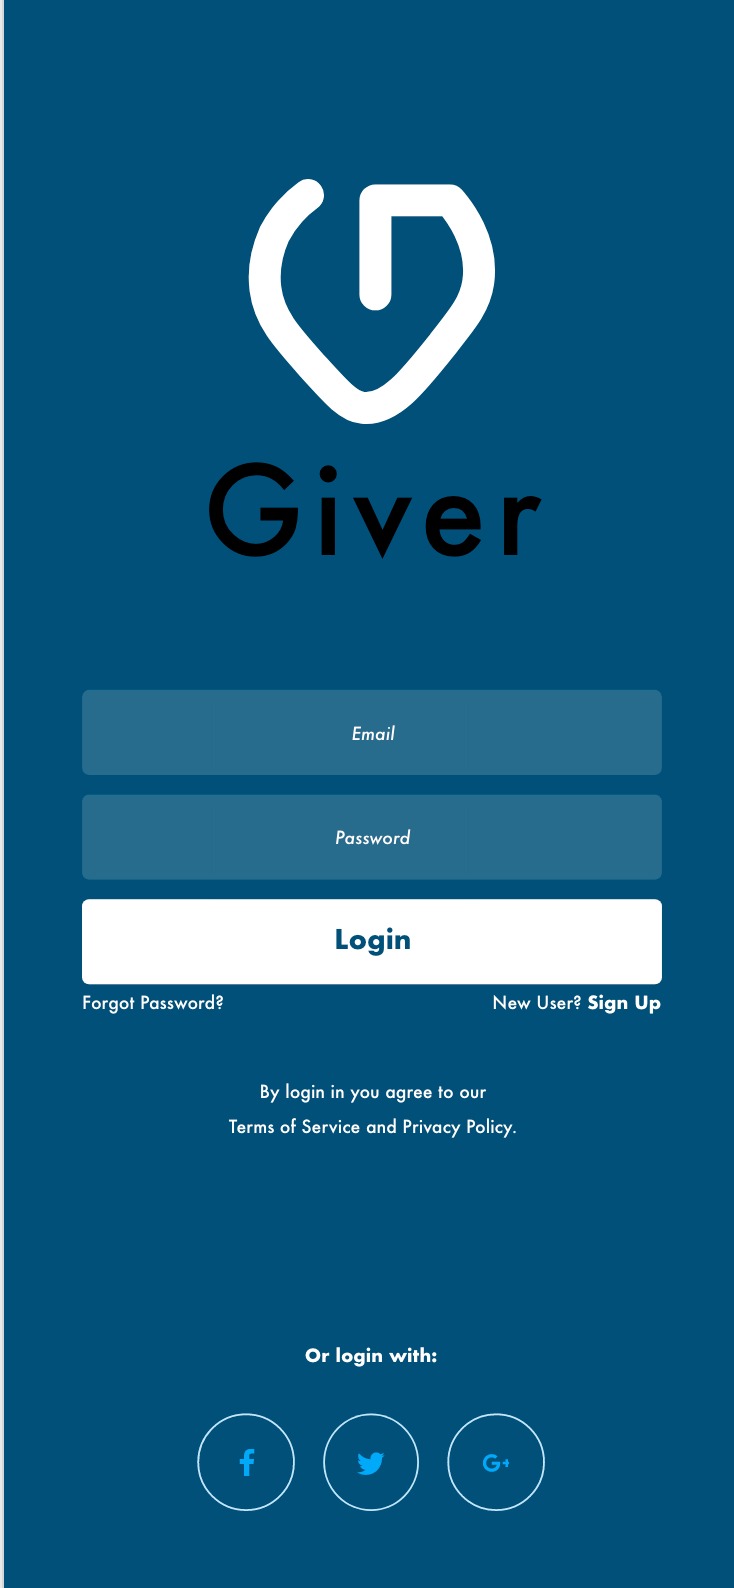 Giver
Email
Password
Login
Forgot Password? New User? Sign Up
By login in you agree to our
Terms of Service and Privacy Policy.
Or login with:
f G+